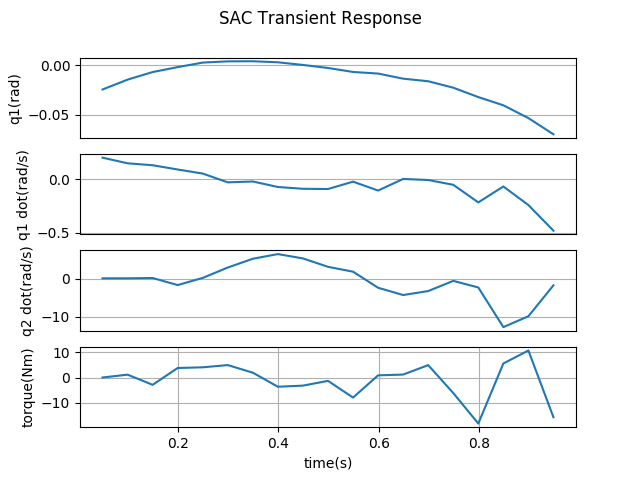 SAC Transient Response
q1(rad)
0.00
−0.05
q1 dot(rad/s)
0.0
−0.5
q2 dot(rad/s)
0
−10
torque(Nm)
10
0
−10
0.2 0.4 0.6 0.8
time(s)